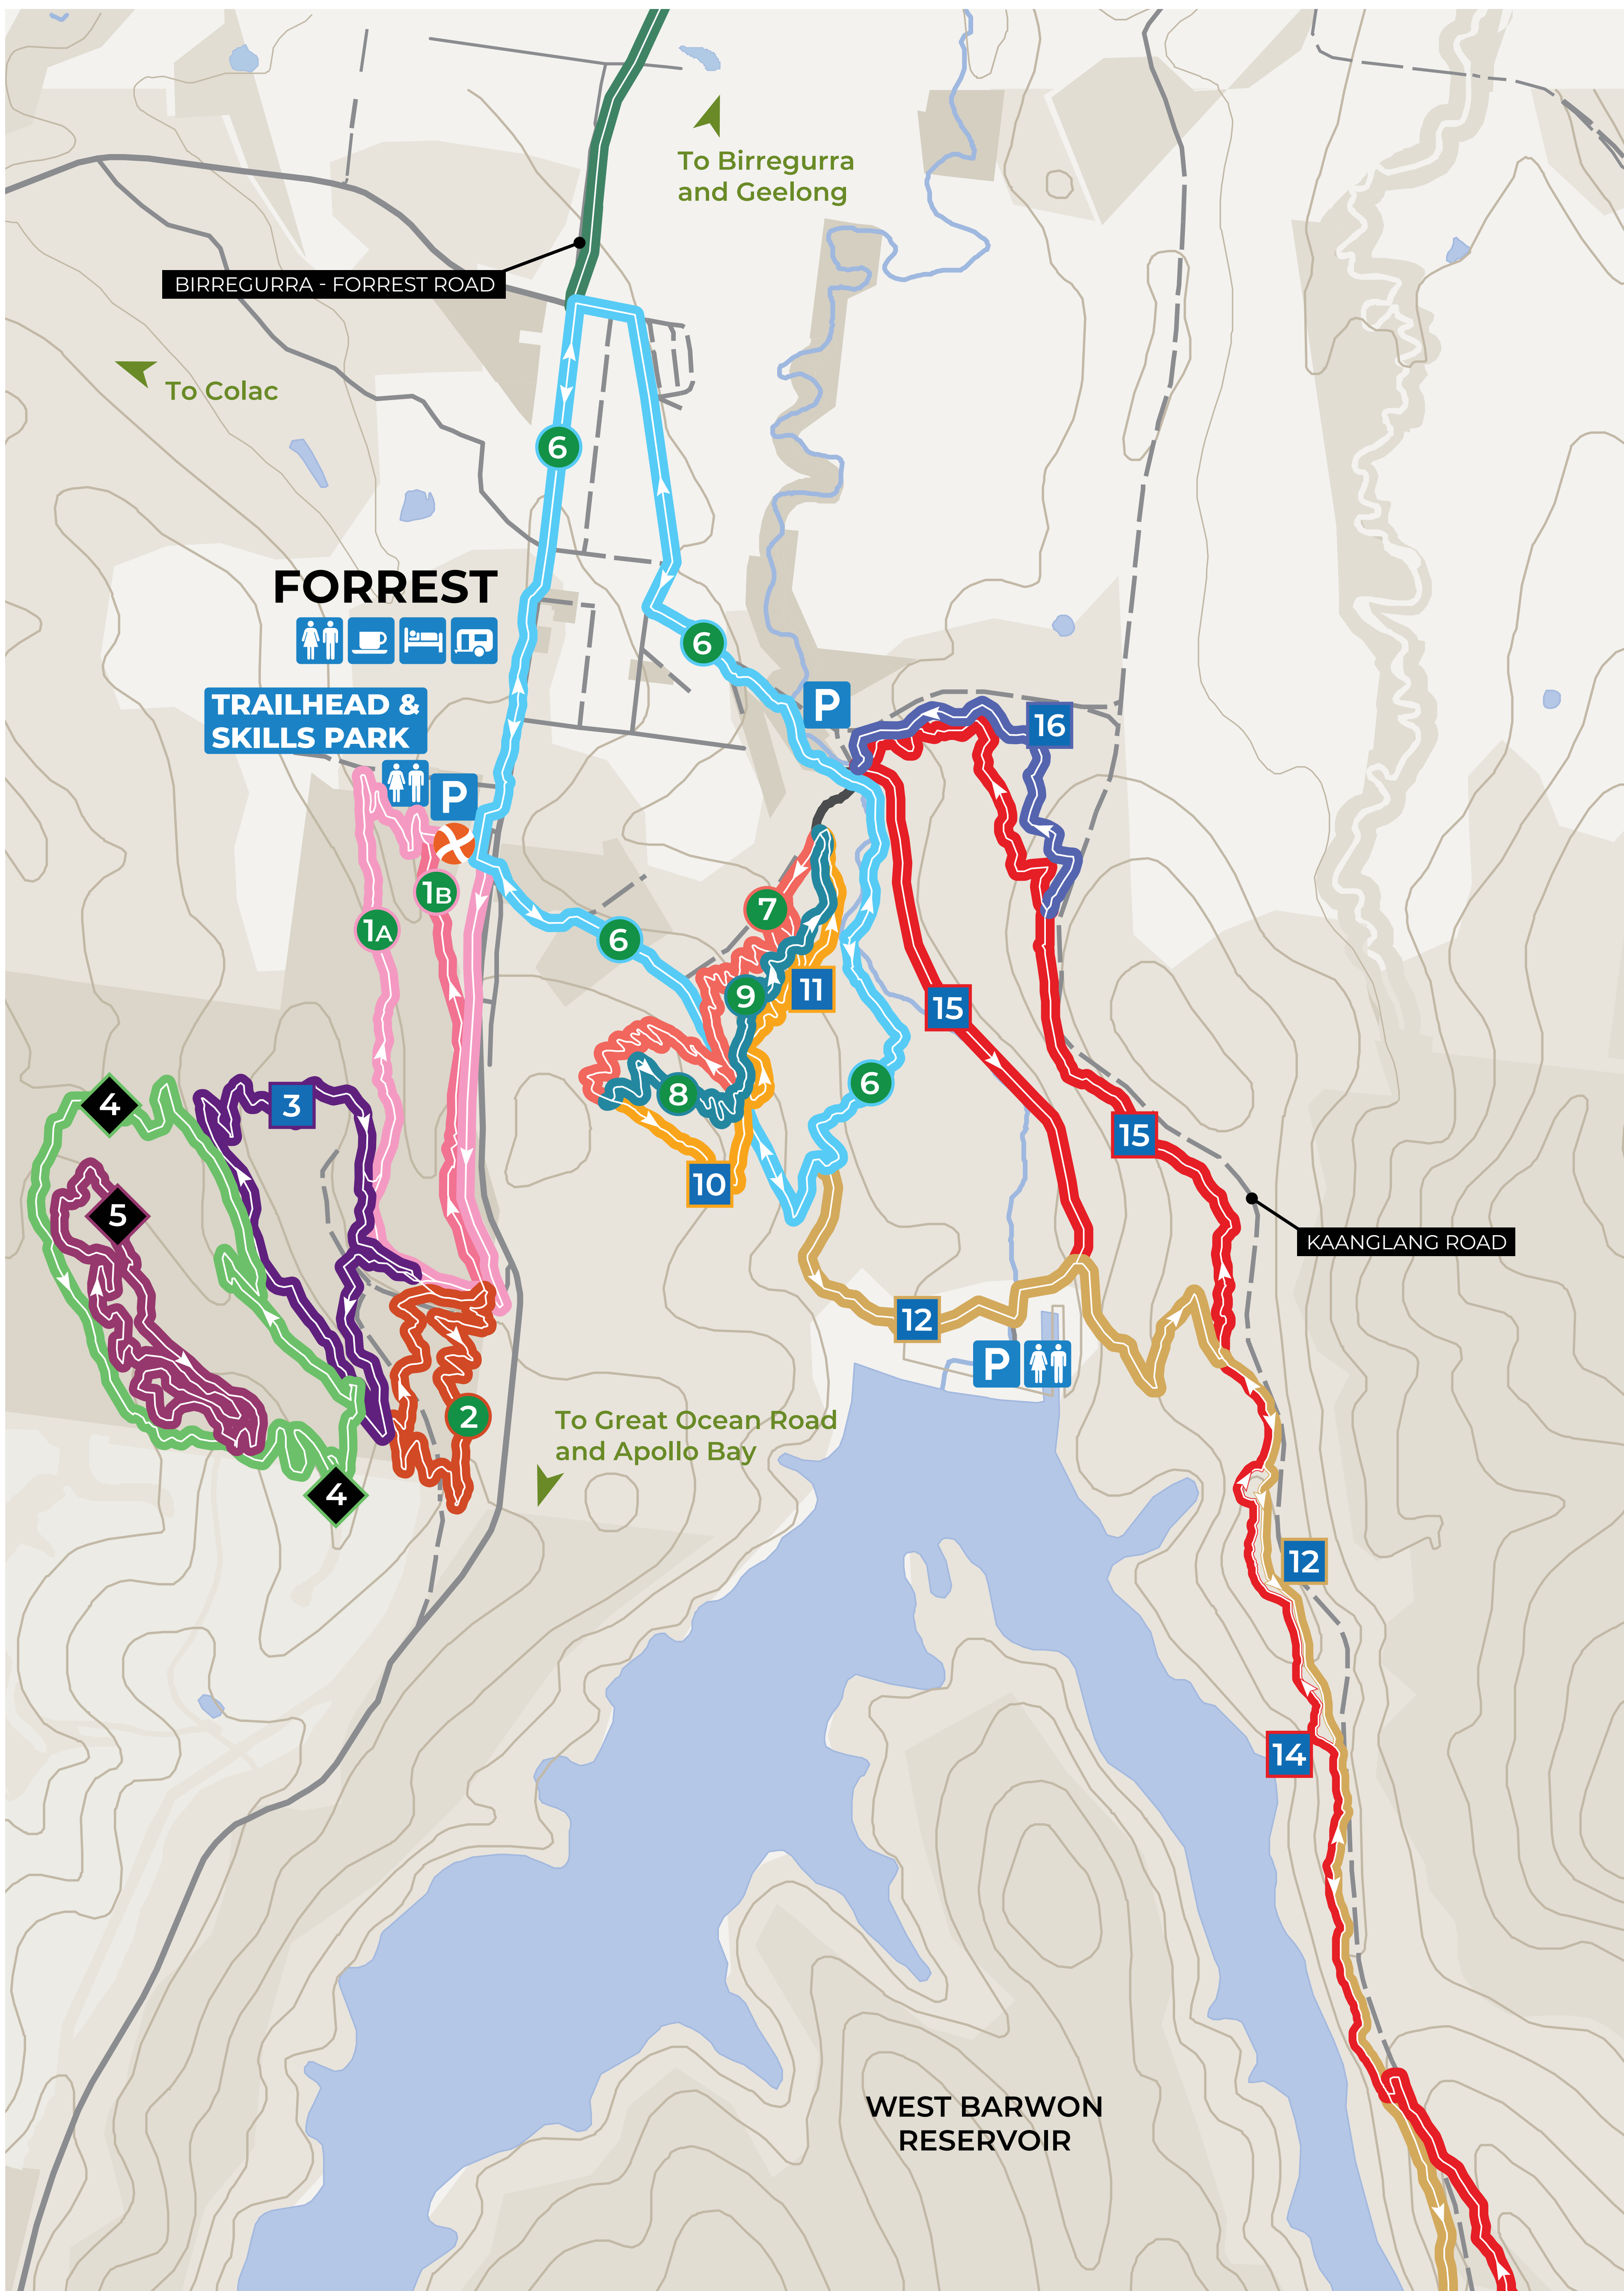 To Birregurra
and Geelong
BIRREGURRA - FORREST ROAD
To Colac
6
FORREST
6
TRAILHEAD &
SKILLS PARK
P
16
P
1B
7
1A
6
9
11
15
8
6
4
3
15
10
5
KAANGLANG ROAD
12
P
2
To Great Ocean Road
and Apollo Bay
4
12
14
WEST BARWON
RESERVOIR